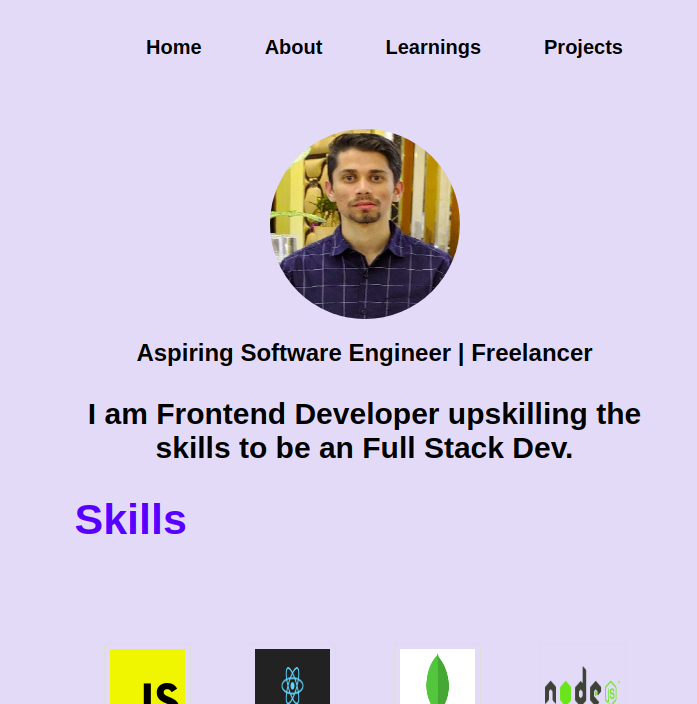 Home About Learnings Projects
Aspiring Software Engineer | Freelancer
I am Frontend Developer upskilling the
skills to be an Full Stack Dev.
Skills
JS node JS